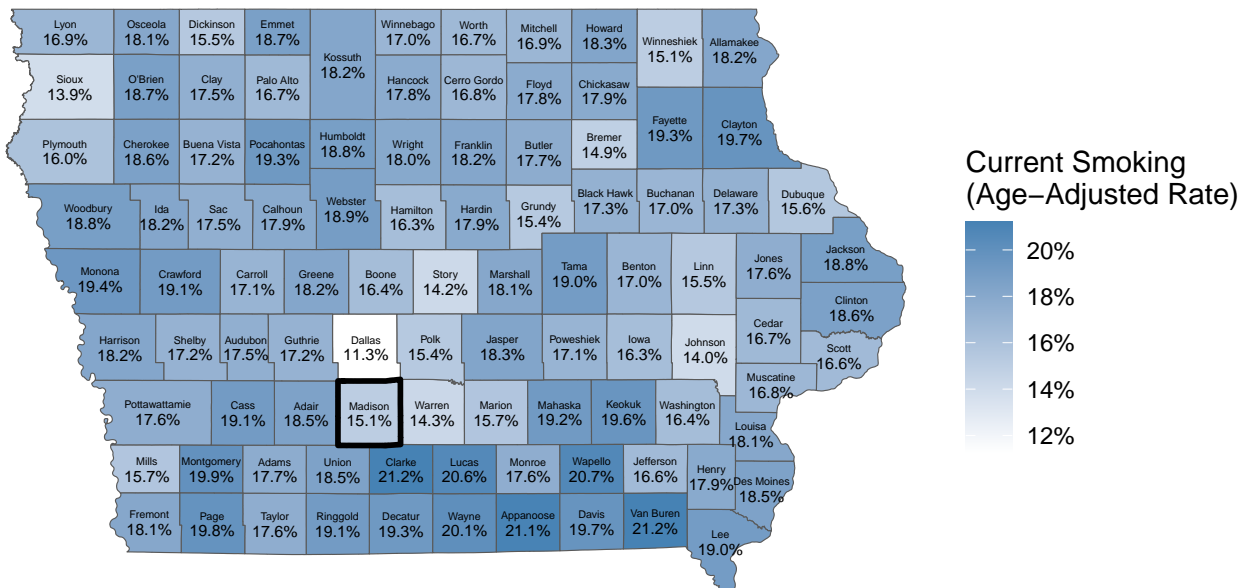 Lyon
16.9%
Osceola
18.1%
Dickinson
15.5%
Emmet
18.7%
Kossuth
18.2%
Winnebago
17.0%
Worth
16.7%
Mitchell
16.9%
Howard
18.3%
Winneshiek
15.1%
Allamakee
18.2%
Sioux
13.9%
O'Brien
18.7%
Clay
17.5%
Palo Alto
16.7%
Hancock
17.8%
Cerro Gordo
16.8%
Floyd
17.8%
Chickasaw
17.9%
Fayette
19.3%
Clayton
19.7%
Plymouth
16.0%
Cherokee
18.6%
Buena Vista
17.2%
Pocahontas
19.3%
Humboldt
18.8%
Wright
18.0%
Franklin
18.2%
Butler
17.7%
Bremer
14.9%
Woodbury
18.8%
Ida
18.2%
Sac
17.5%
Calhoun
17.9%
Webster
18.9%
Hamilton
16.3%
Hardin
17.9%
Grundy
15.4%
Black Hawk
17.3%
Buchanan
17.0%
Delaware
17.3%
Dubuque
15.6%
Monona
19.4%
Crawford
19.1%
Carroll
17.1%
Greene
18.2%
Boone
16.4%
Story
14.2%
Marshall
18.1%
Tama
19.0%
Benton
17.0%
Linn
15.5%
Jones
17.6%
Jackson
18.8%
Clinton
18.6%
Harrison
18.2%
Shelby
17.2%
Audubon
17.5%
Guthrie
17.2%
Dallas
11.3%
Polk
15.4%
Jasper
18.3%
Poweshiek
17.1%
Iowa
16.3%
Johnson
14.0%
Cedar
16.7%
Scott
16.6%
Muscatine
16.8%
Pottawattamie
17.6%
Cass
19.1%
Adair
18.5%
Madison
15.1%
Warren
14.3%
Marion
15.7%
Mahaska
19.2%
Keokuk
19.6%
Washington
16.4%
Louisa
18.1%
Mills
15.7%
Montgomery
19.9%
Adams
17.7%
Union
18.5%
Clarke
21.2%
Lucas
20.6%
Monroe
17.6%
Wapello
20.7%
Jefferson
16.6%
Henry
17.9%
Des Moines
18.5%
Fremont
18.1%
Page
19.8%
Taylor
17.6%
Ringgold
19.1%
Decatur
19.3%
Wayne
20.1%
Appanoose
21.1%
Davis
19.7%
Van Buren
21.2%
Lee
19.0%
Current Smoking
(Age−Adjusted Rate)
20%
18%
16%
14%
12%